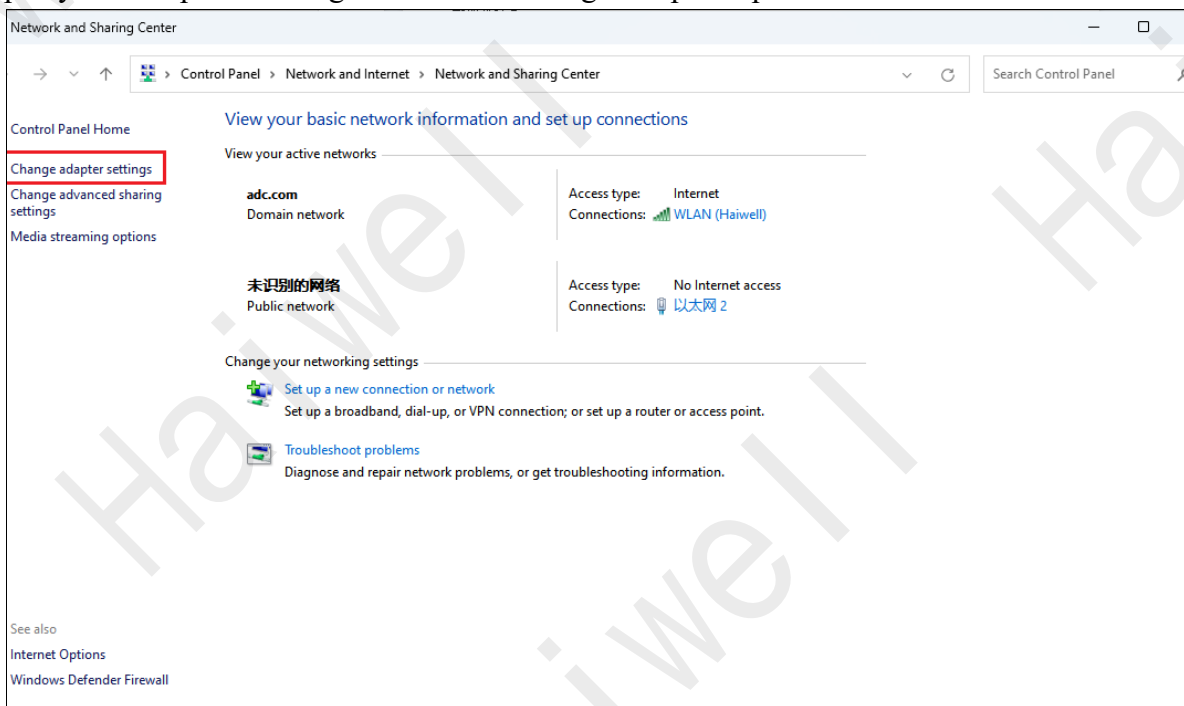 Network and Sharing Center
Control Panel > Network and Internet > Network and Sharing Center
Search Control Panel
Control Panel Home
Change adapter settings
Change advanced sharing
settings
Media streaming options
View your basic network information and set up connections
View your active networks
adc.com
Domain network
Access type: Internet
Connections: WLAN (Haiwell)
未识别的网络
Public network
Access type: No Internet access
Connections: 以太网 2
Change your networking settings
Set up a new connection or network
Set up a broadband, dial-up, or VPN connection; or set up a router or access point.
Troubleshoot problems
Diagnose and repair network problems, or get troubleshooting information.
See also
Internet Options
Windows Defender Firewall
Haiwell